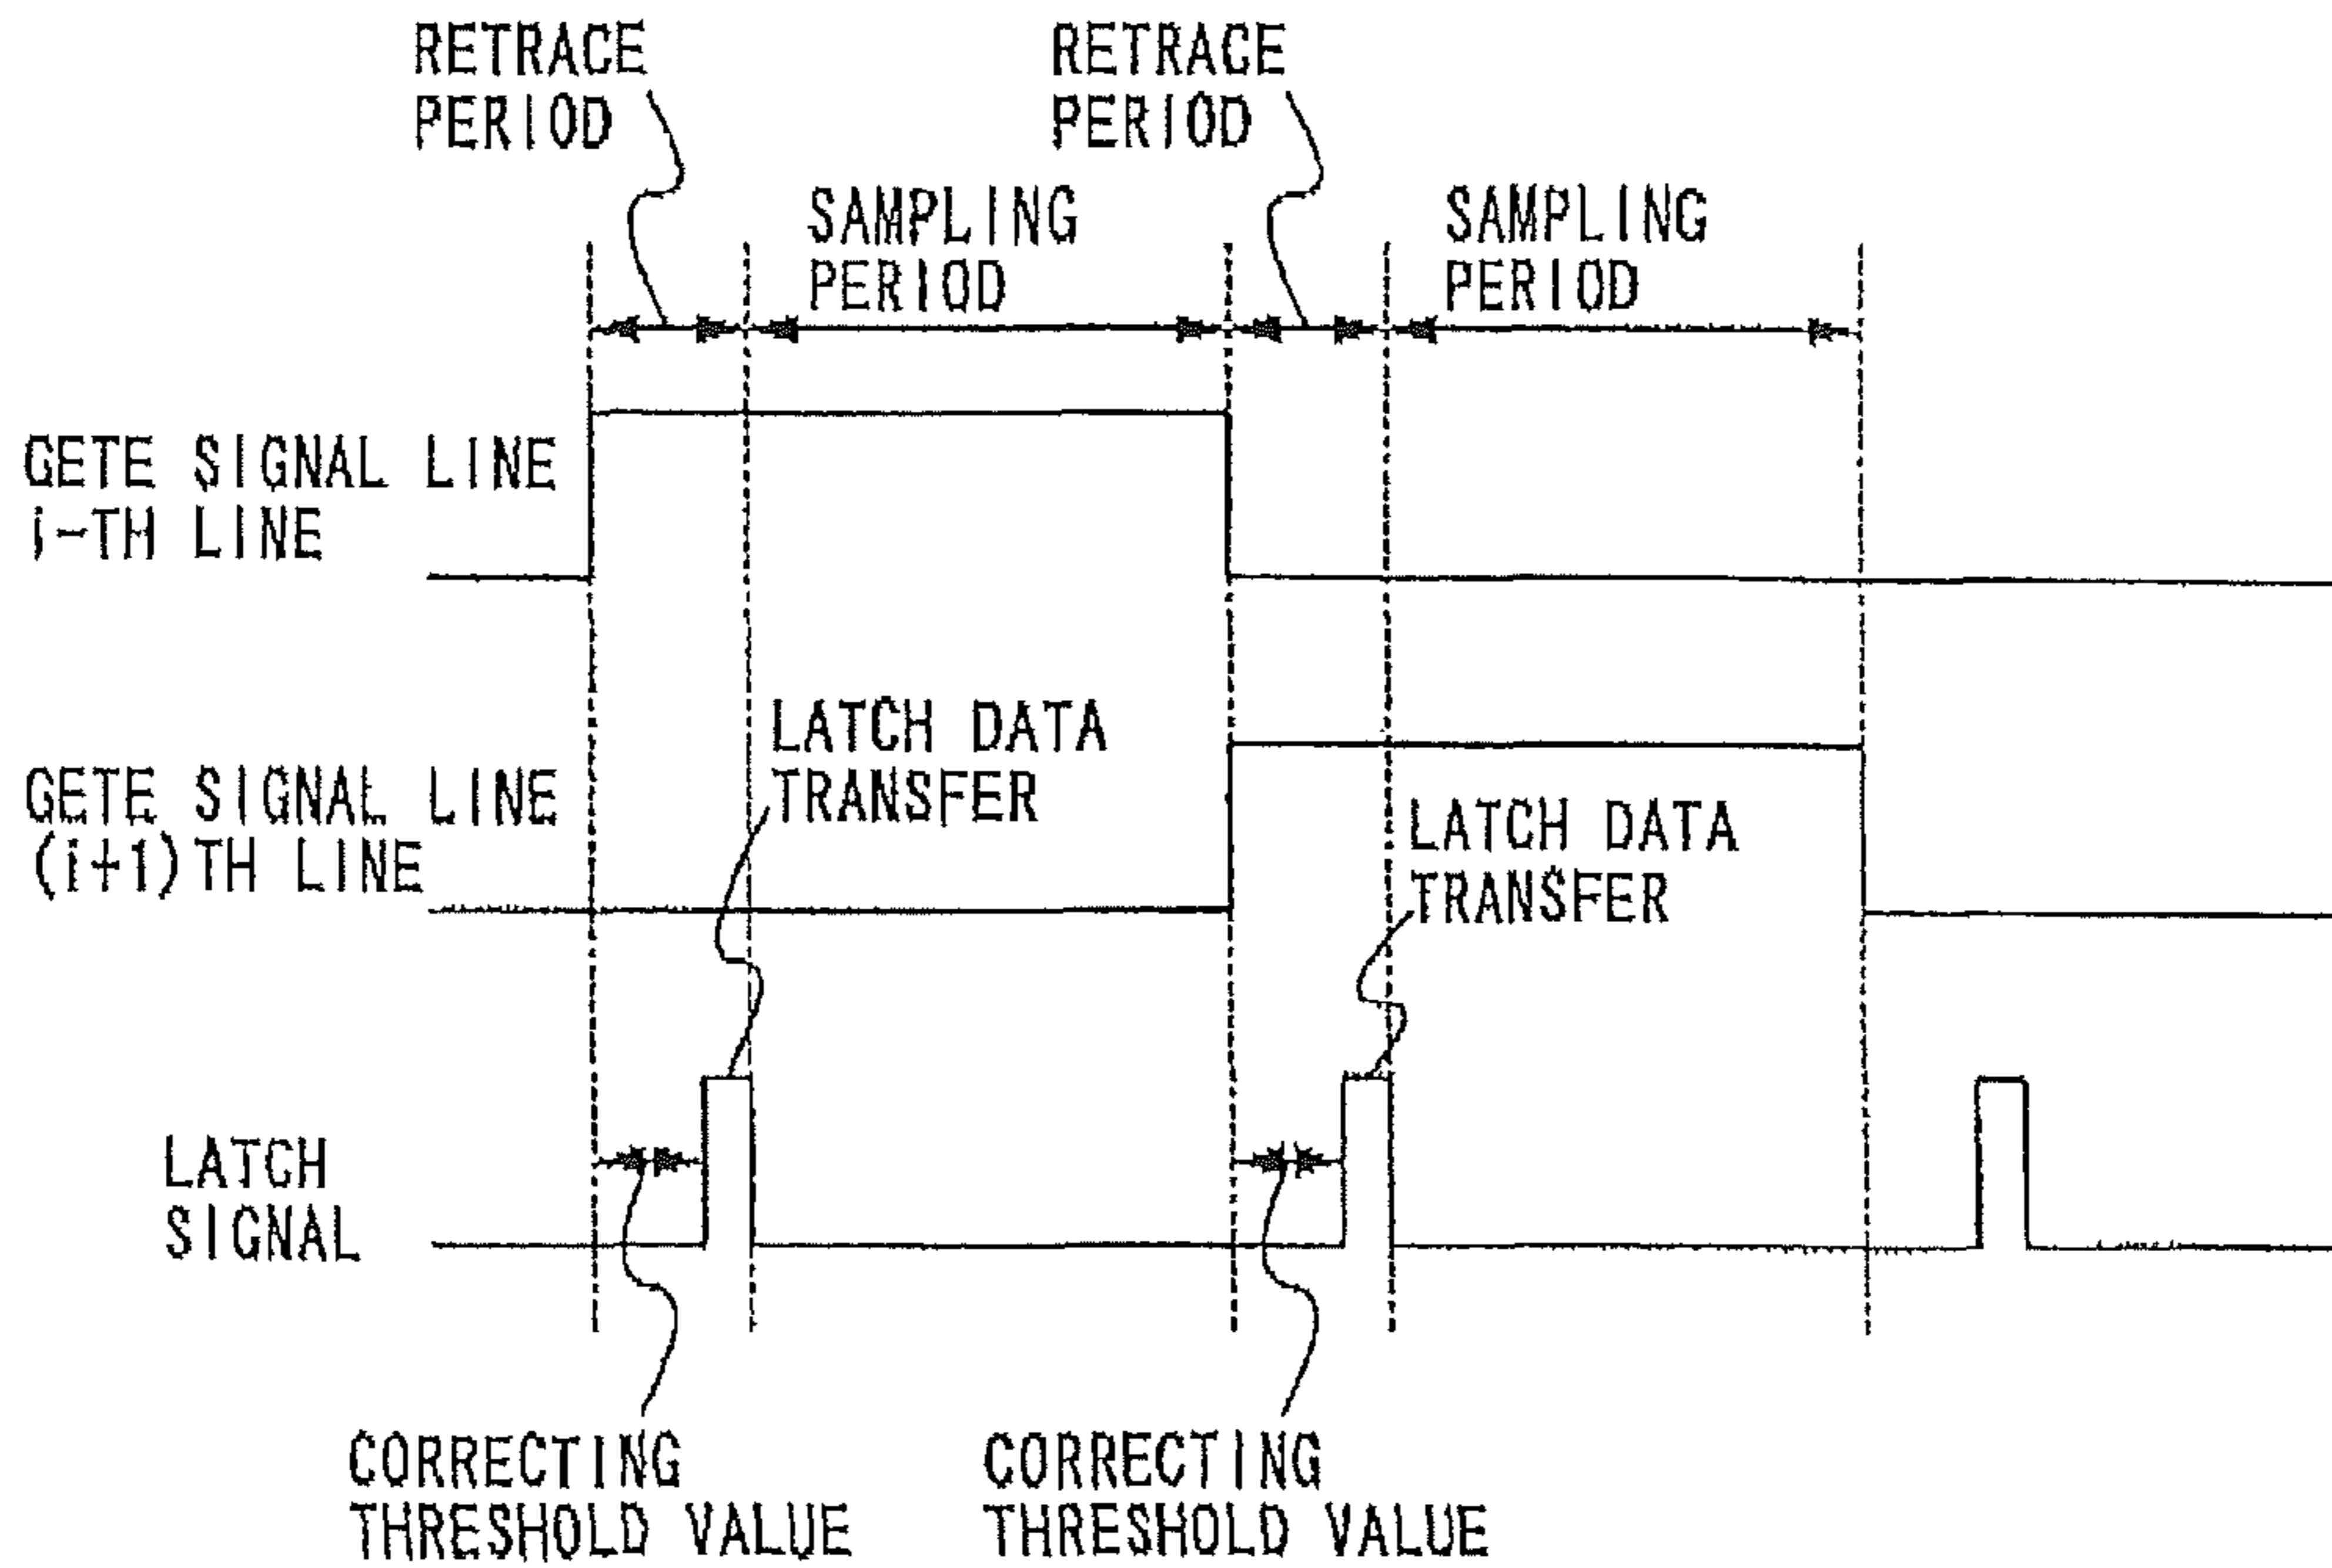 RETRACE
PERIOD
RETRACE
PERIOD
SAMPLING
PERIOD
SAMPLING
PERIOD
GETE SIGNAL LINE
i-TH LINE
LATCH DATA
TRANSFER
GETE SIGNAL LINE
(i+1)TH LINE
LATCH DATA
TRANSFER
LATCH
SIGNAL
CORRECTING
THRESHOLD VALUE
CORRECTING
THRESHOLD VALUE